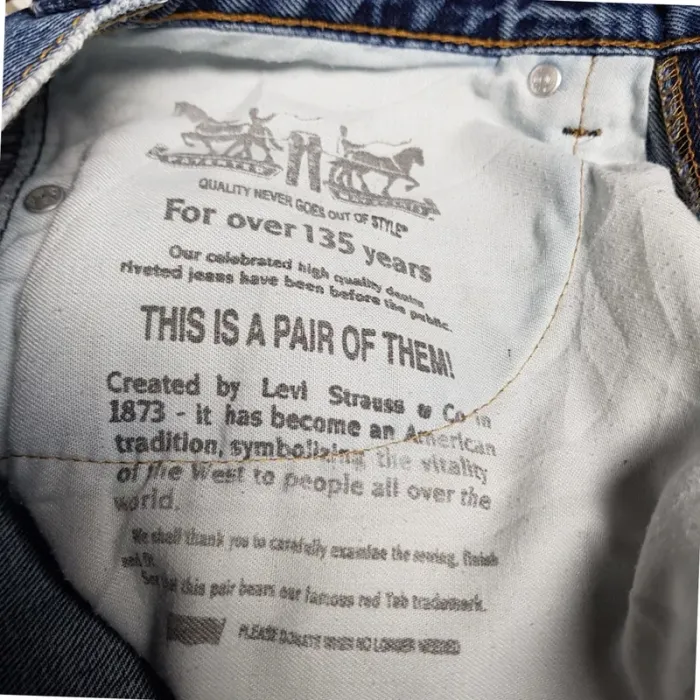 PATENTED
QUALITY NEVER GOES OUT OF STYLE®
For over 135 years
Our celebrated high quality denim
riveted jeans have been before the public.
THIS IS A PAIR OF THEM!
Created by Levi Strauss & Co in
1873 - it has become an American
tradition, symbolizing the vitality
of the West to people all over the
world.
We shall thank you to carefully examine the sewing, finish
and fit.
See that this pair bears our famous red Tab trademark.
PLEASE DONATE WHEN NO LONGER NEEDED